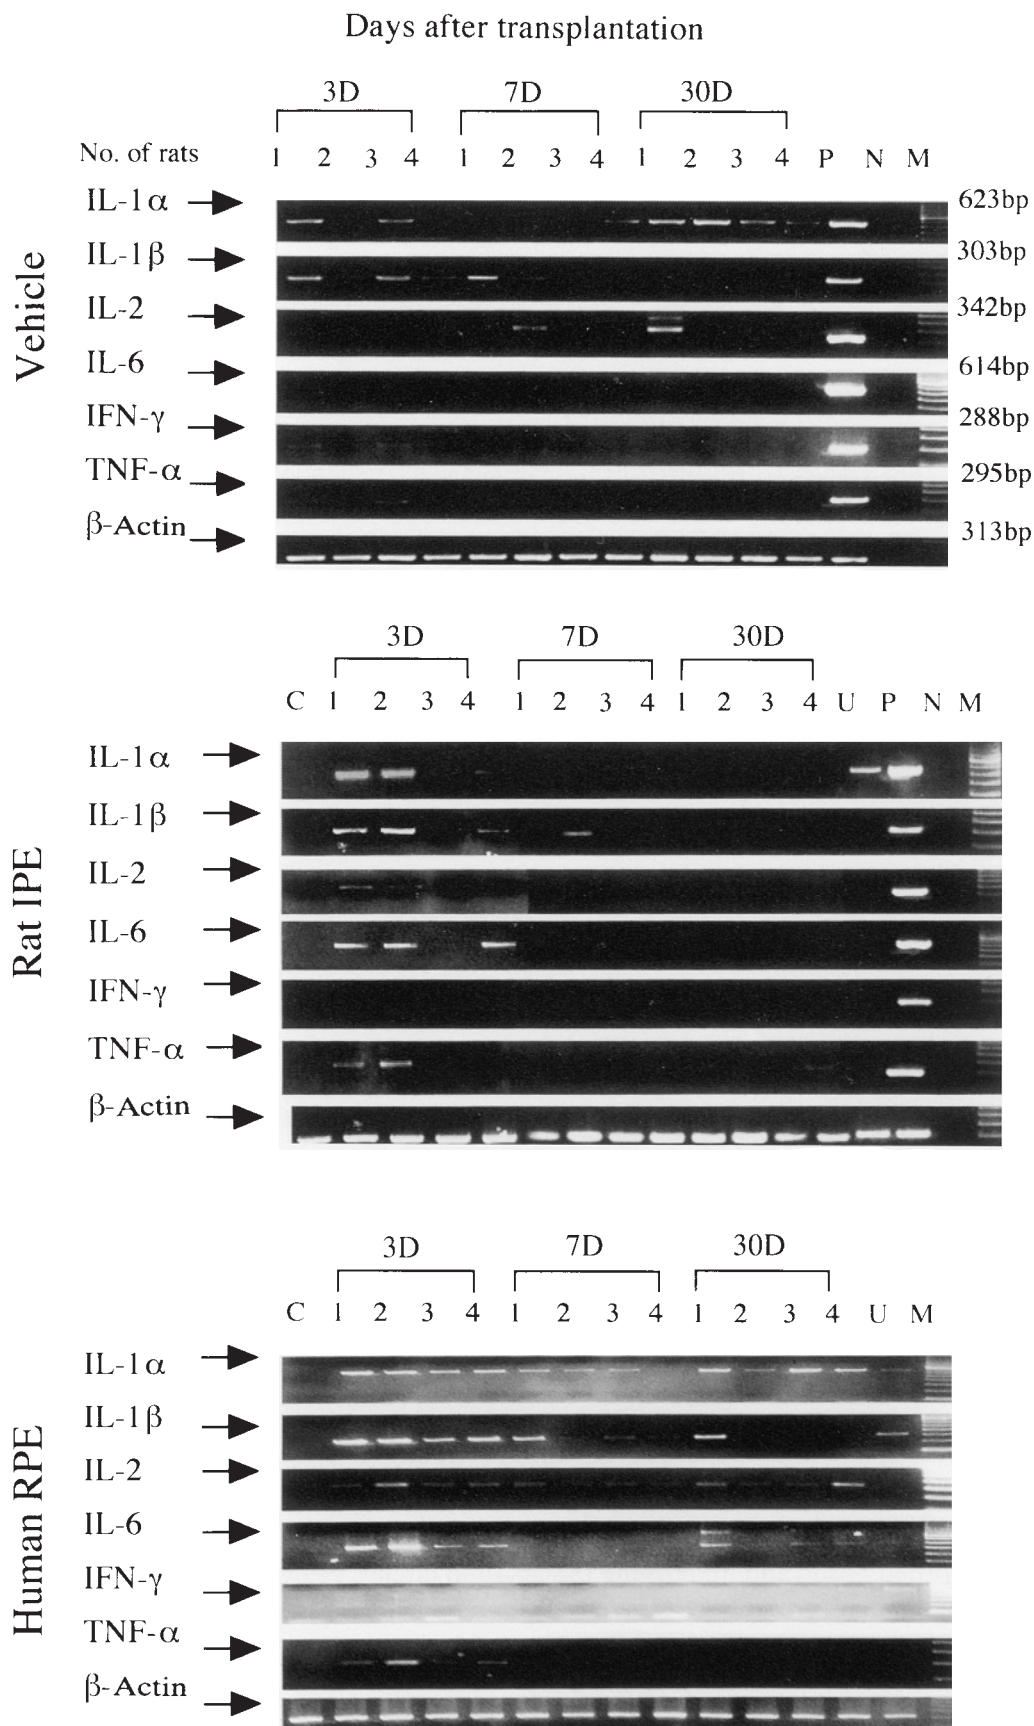 Days after transplantation
3D 7D 30D
No. of rats 1 2 3 4 1 2 3 4 1 2 3 4 P N M
Vehicle
IL-1α 623bp
IL-1β 303bp
IL-2 342bp
IL-6 614bp
IFN-γ 288bp
TNF-α 295bp
β-Actin 313bp
3D 7D 30D
C 1 2 3 4 1 2 3 4 1 2 3 4 U P N M
Rat IPE
IL-1α
IL-1β
IL-2
IL-6
IFN-γ
TNF-α
β-Actin
3D 7D 30D
C 1 2 3 4 1 2 3 4 1 2 3 4 U M
Human RPE
IL-1α
IL-1β
IL-2
IL-6
IFN-γ
TNF-α
β-Actin